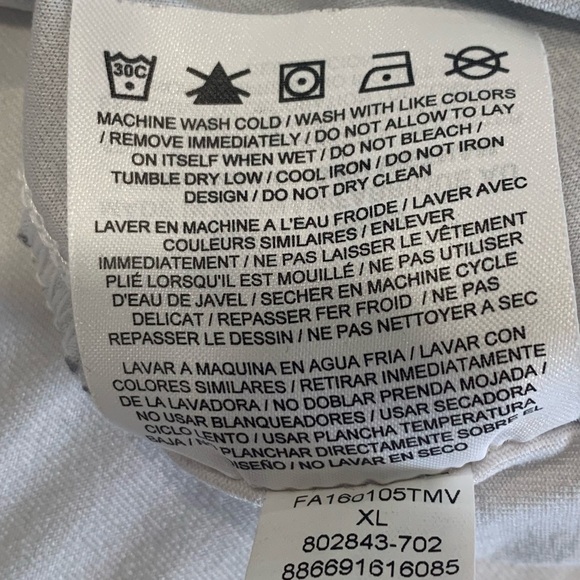 30C
MACHINE WASH COLD / WASH WITH LIKE COLORS
/ REMOVE IMMEDIATELY / DO NOT ALLOW TO LAY
ON ITSELF WHEN WET / DO NOT BLEACH /
TUMBLE DRY LOW / COOL IRON / DO NOT IRON
DESIGN / DO NOT DRY CLEAN
LAVER EN MACHINE A L'EAU FROIDE / LAVER AVEC
COULEURS SIMILAIRES / ENLEVER
IMMEDIATEMENT / NE PAS LAISSER LE VÊTEMENT
PLIÉ LORSQU'IL EST MOUILLÉ / NE PAS UTILISER
D'EAU DE JAVEL / SECHER EN MACHINE CYCLE
DELICAT / REPASSER FER FROID / NE PAS
REPASSER LE DESSIN / NE PAS NETTOYER A SEC
LAVAR A MAQUINA EN AGUA FRIA / LAVAR CON
COLORES SIMILARES / RETIRAR INMEDIATAMENTE
DE LA LAVADORA / NO DOBLAR PRENDA MOJADA /
NO USAR BLANQUEADORES / USAR SECADORA
CICLO LENTO / USAR PLANCHA TEMPERATURA
BAJA / PLANCHAR DIRECTAMENTE SOBRE EL
DISEÑO / NO LAVAR EN SECO
FA160105TMV
XL
802843-702
886691616085